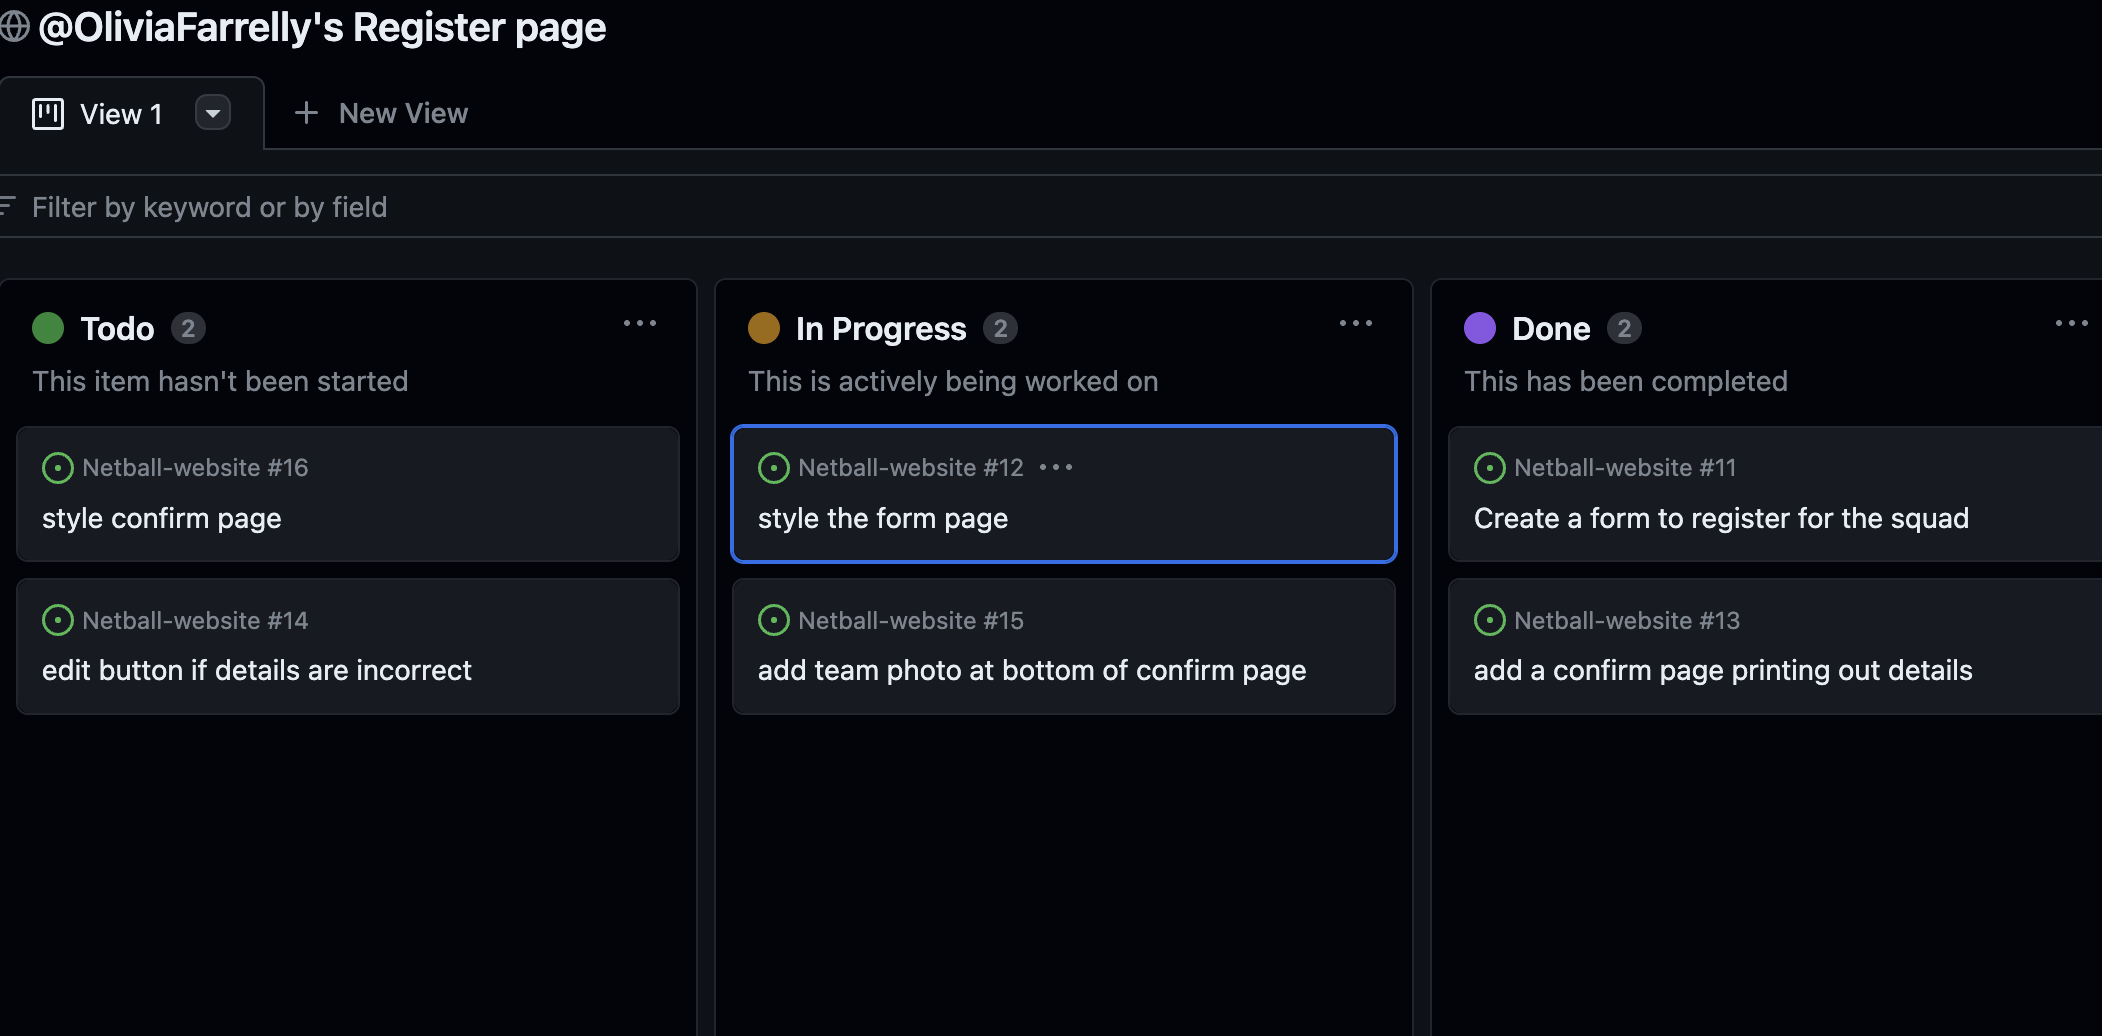 @OliviaFarrelly's Register page
View 1
New View
Filter by keyword or by field
Todo 2
This item hasn't been started
Netball-website #16
style confirm page
Netball-website #14
edit button if details are incorrect
In Progress 2
This is actively being worked on
Netball-website #12
style the form page
Netball-website #15
add team photo at bottom of confirm page
Done 2
This has been completed
Netball-website #11
Create a form to register for the squad
Netball-website #13
add a confirm page printing out details